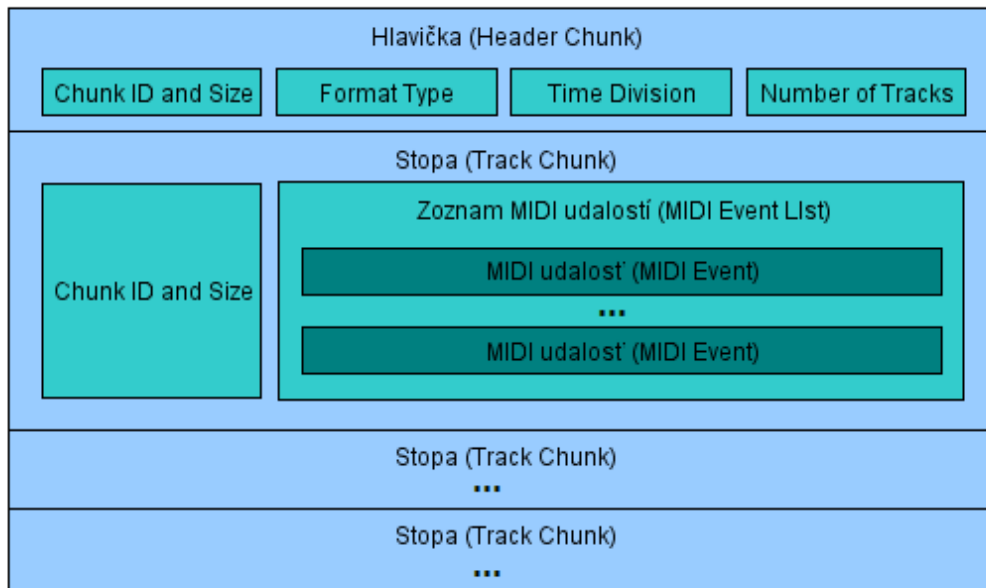 Hlavička (Header Chunk)
Chunk ID and Size
Format Type
Time Division
Number of Tracks
Stopa (Track Chunk)
Chunk ID and Size
Zoznam MIDI udalostí (MIDI Event LIst)
MIDI udalosť (MIDI Event)
...
MIDI udalosť (MIDI Event)
Stopa (Track Chunk)
...
Stopa (Track Chunk)
...